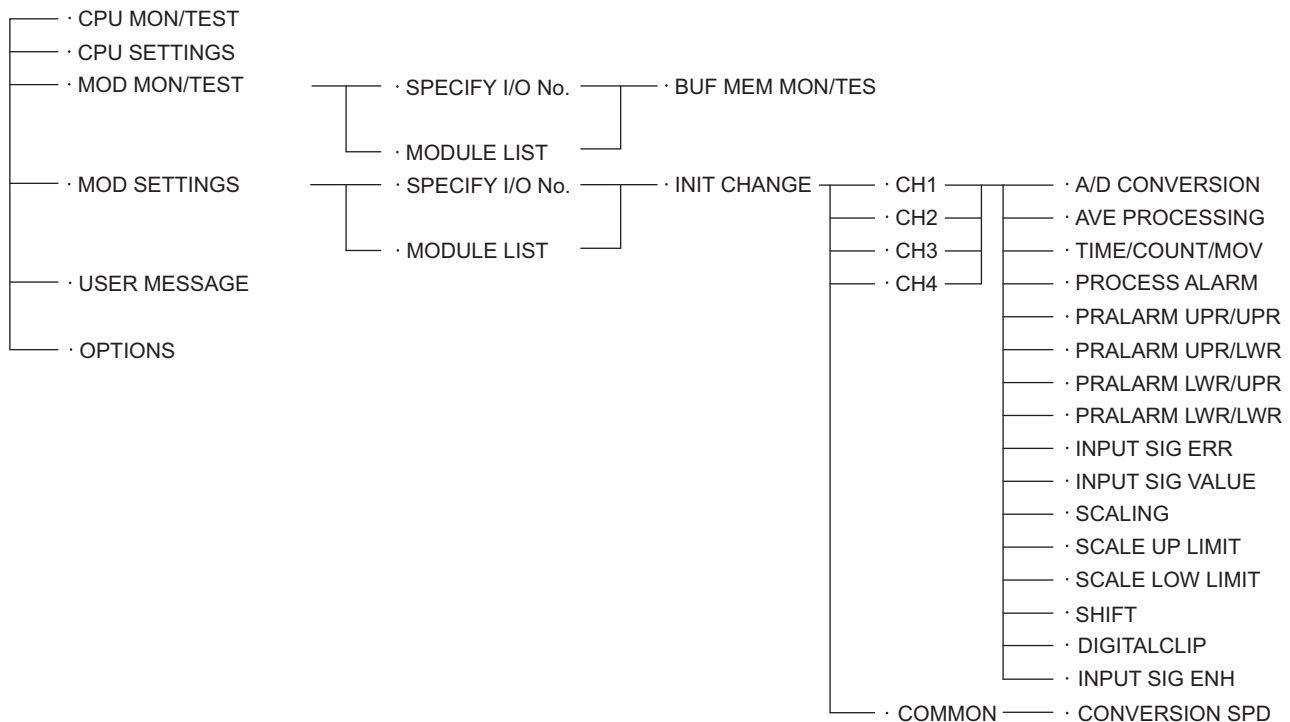 · CPU MON/TEST
· CPU SETTINGS
· MOD MON/TEST · SPECIFY I/O No. · BUF MEM MON/TES
· MODULE LIST
· MOD SETTINGS · SPECIFY I/O No. · INIT CHANGE · CH1 · A/D CONVERSION
· CH2 · AVE PROCESSING
· MODULE LIST · CH3 · TIME/COUNT/MOV
· USER MESSAGE · CH4 · PROCESS ALARM
· PRALARM UPR/UPR
· OPTIONS · PRALARM UPR/LWR
· PRALARM LWR/UPR
· PRALARM LWR/LWR
· INPUT SIG ERR
· INPUT SIG VALUE
· SCALING
· SCALE UP LIMIT
· SCALE LOW LIMIT
· SHIFT
· DIGITALCLIP
· INPUT SIG ENH
· COMMON · CONVERSION SPD